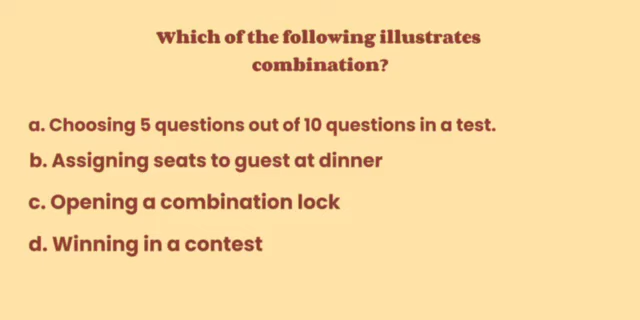 Which of the following illustrates
combination?
a. Choosing 5 questions out of 10 questions in a test.
b. Assigning seats to guest at dinner
c. Opening a combination lock
d. Winning in a contest